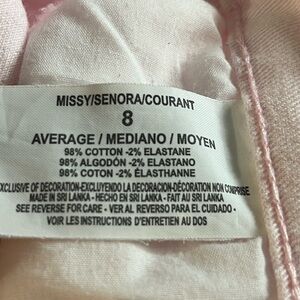 MISSY/SENORA/COURANT
8
AVERAGE / MEDIANO / MOYEN
98% COTTON -2% ELASTANE
98% ALGODÓN -2% ELASTANO
98% COTON -2% ÉLASTHANNE
EXCLUSIVE OF DECORATION-EXCLUYENDO LA DECORACION-DÉCORATION NON COMPRISE
MADE IN SRI LANKA - HECHO EN SRI LANKA - FAIT AU SRI LANKA
SEE REVERSE FOR CARE - VER AL REVERSO PARA EL CUIDADO -
VOIR LES INSTRUCTIONS D'ENTRETIEN AU DOS